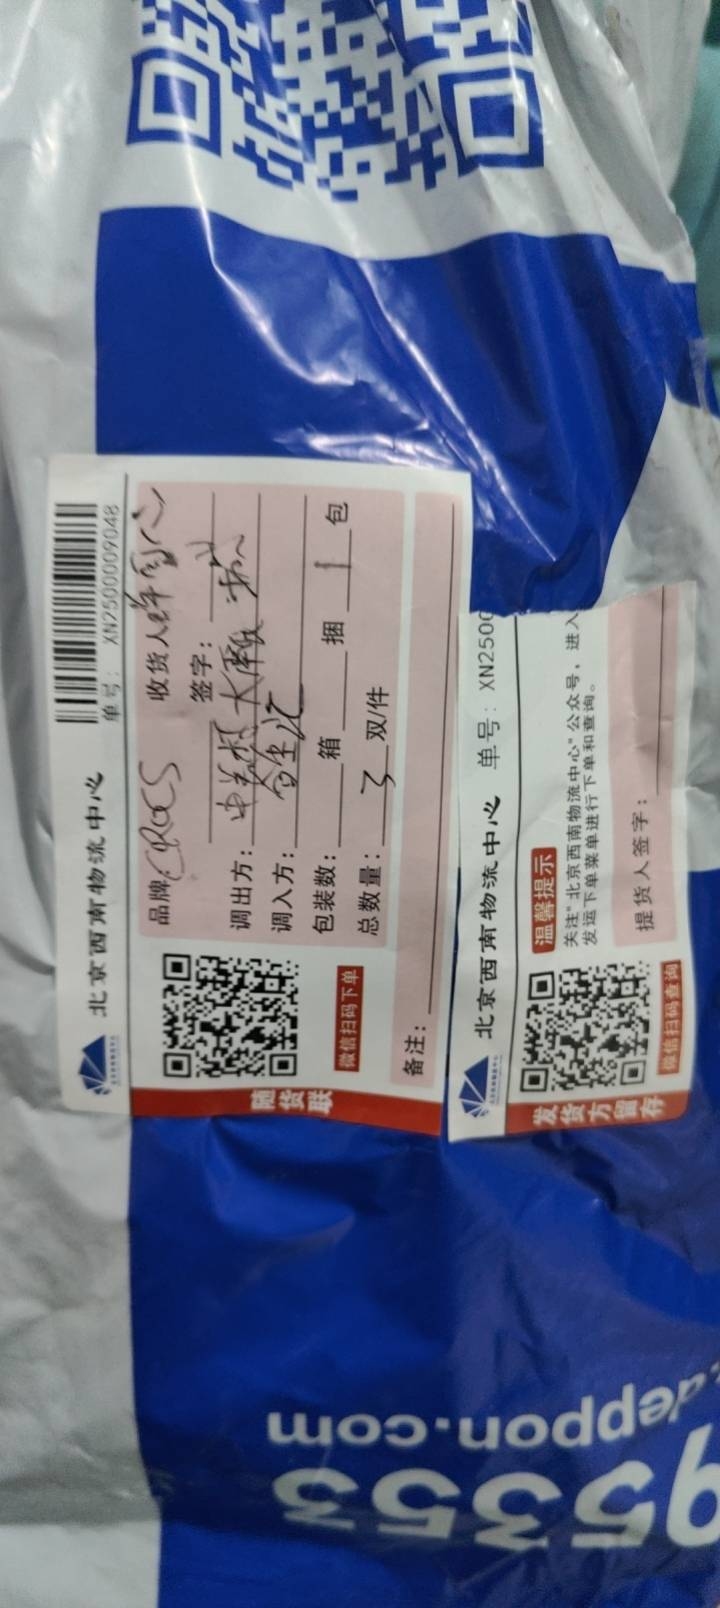 北京西南物流中心
单号: XN2500009048
品牌: CROCS 收货人
签字:
调出方:
调入方: 合生汇
包装数: 箱 捆 1 包
总数量: 3 双/件
微信扫码下单
备注:
随货联
北京西南物流中心 单号: XN2500
温馨提示
关注"北京西南物流中心"公众号,进入
发运下单菜单进行下单和查询。
提货人签字:
微信扫码查询
发货方留存
.deppon.com
95353